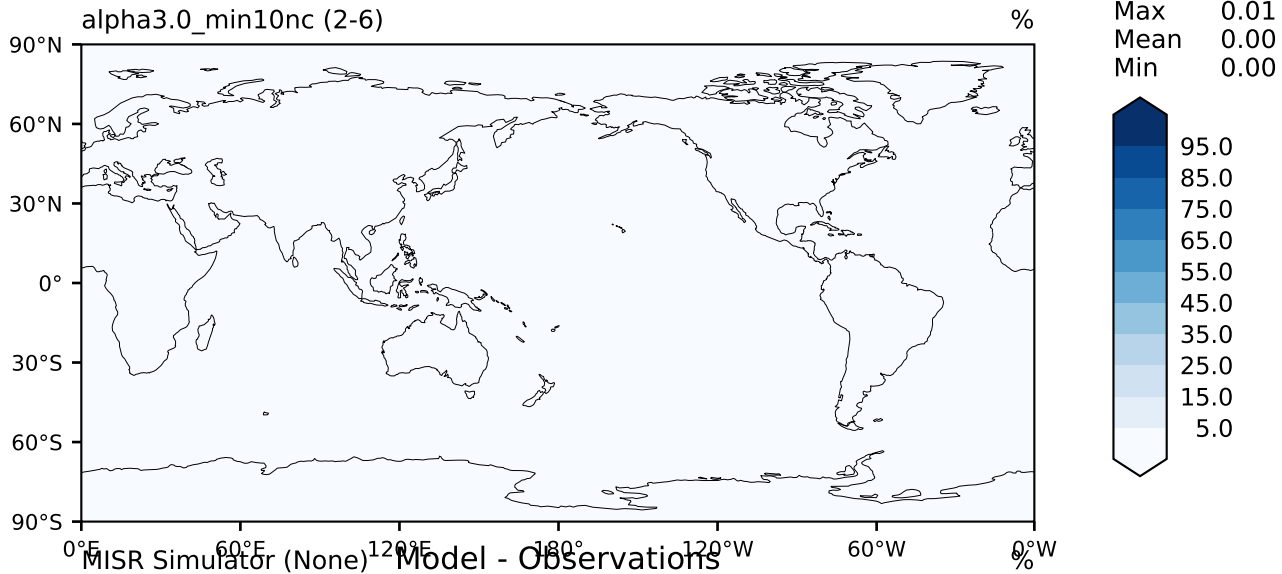 alpha3.0_min10nc (2-6) %
Max 0.01
Mean 0.00
Min 0.00
90°N
60°N
30°N
0°
30°S
60°S
90°S
95.0
85.0
75.0
65.0
55.0
45.0
35.0
25.0
15.0
5.0
0°E 60°E 120°E 180° 120°W 60°W 0°W
MISR Simulator (None) Model - Observations %